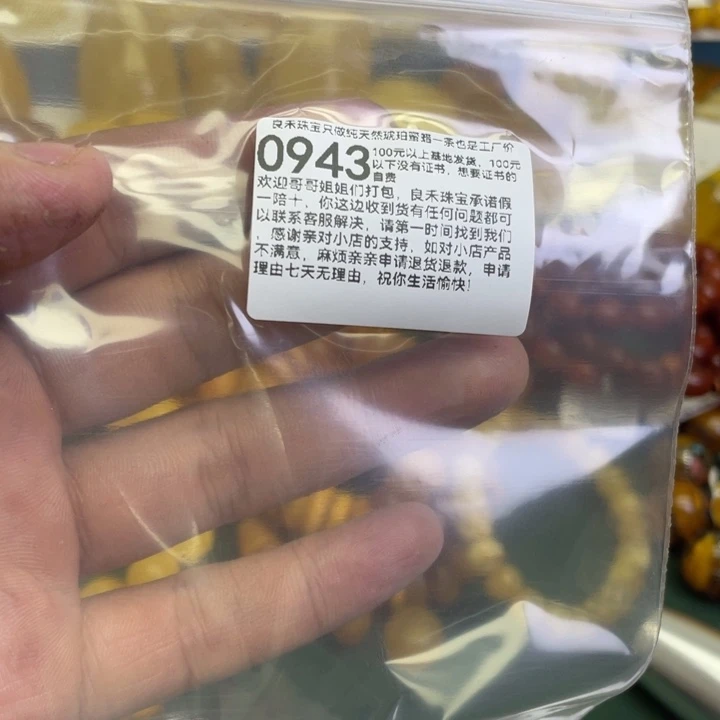 良禾珠宝只做纯天然琥珀蜜蜡一条也是工厂价
0943
100元以上基地发货，100元
以下没有证书，想要证书的
自费
欢迎哥哥姐姐们打包，良禾珠宝承诺假
一陪十，你这边收到货有任何问题都可
以联系客服解决，请第一时间找到我们
，感谢亲对小店的支持，如对小店产品
不满意，麻烦亲亲申请退货退款，申请
理由七天无理由，祝你生活愉快！